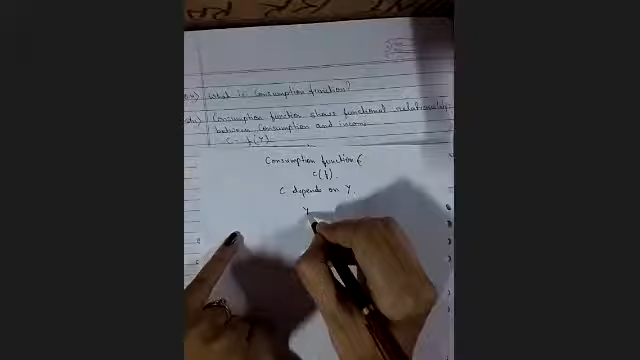 What is Consumption function?
Consumption function shows functional relationship
between Consumption and income
C = f(Y)
Consumption function
C(f).
C depends on Y.
Y